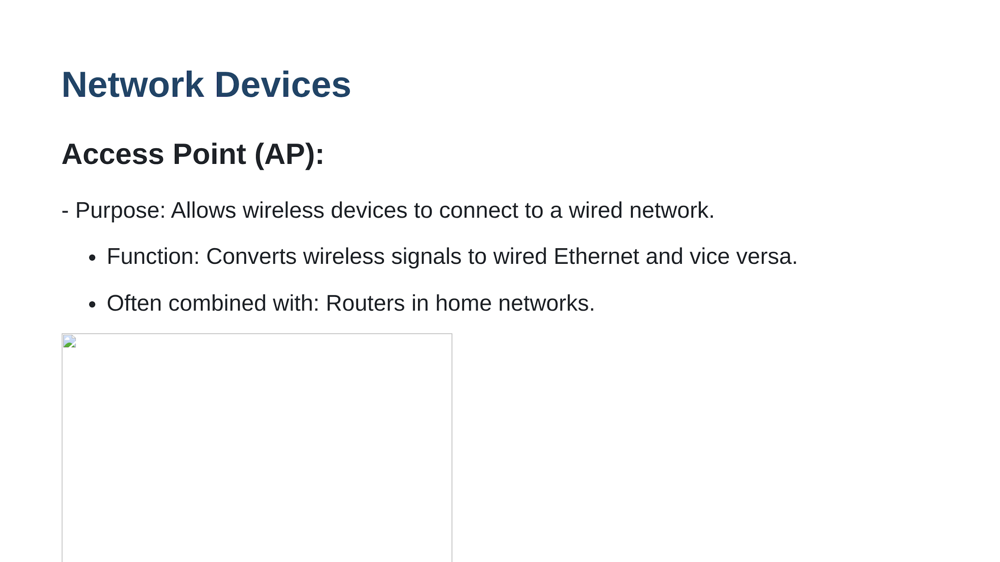 Network Devices
Access Point (AP):
- Purpose: Allows wireless devices to connect to a wired network.
• Function: Converts wireless signals to wired Ethernet and vice versa.
• Often combined with: Routers in home networks.